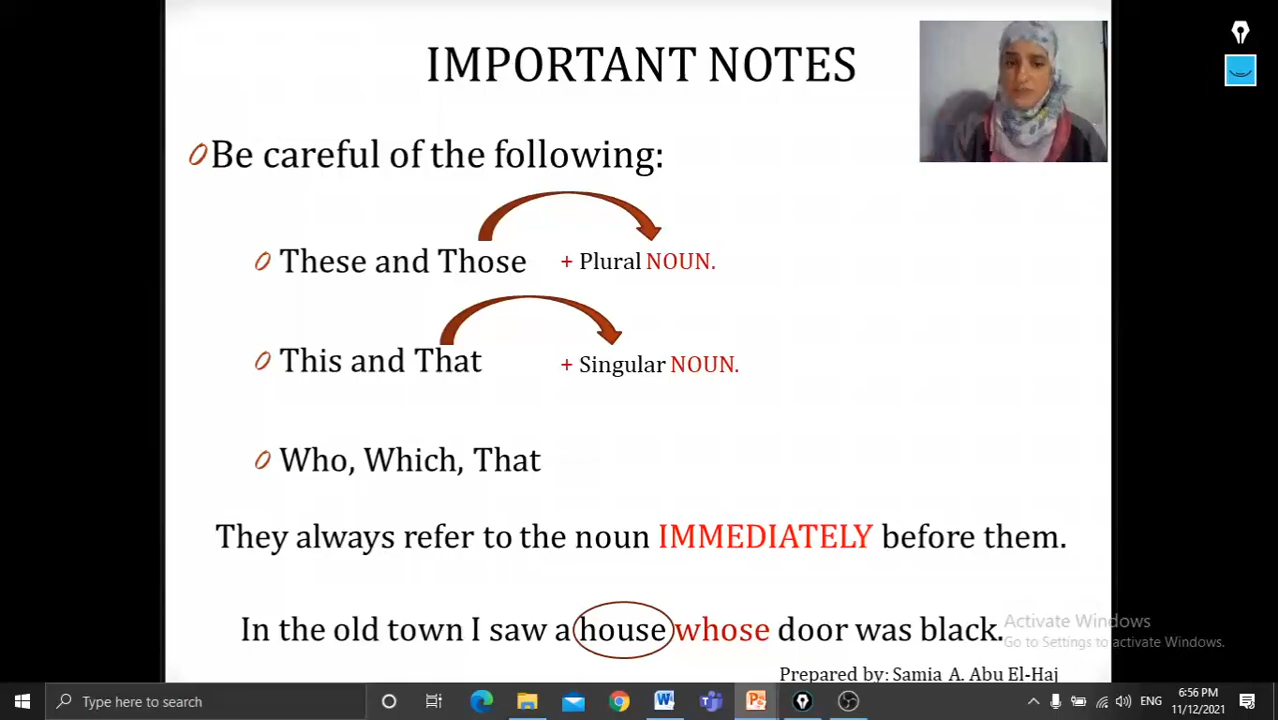 IMPORTANT NOTES
Be careful of the following:
These and Those + Plural NOUN.
This and That + Singular NOUN.
Who, Which, That
They always refer to the noun IMMEDIATELY before them.
In the old town I saw a house whose door was black.
Activate Windows
Go to Settings to activate Windows.
Prepared by: Samia A. Abu El-Haj
Type here to search
ENG
6:56 PM
11/12/2021